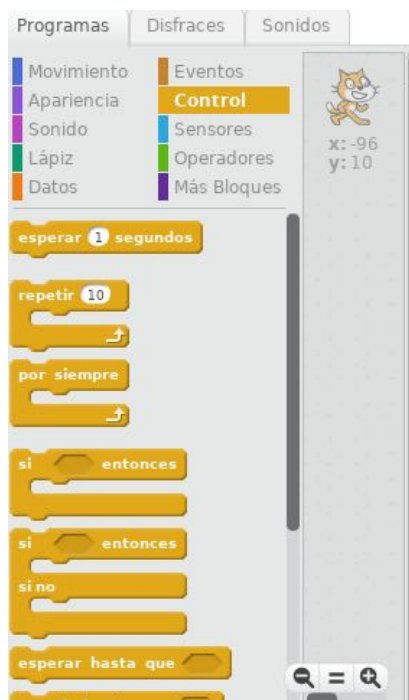 Programas Disfraces Sonidos
Movimiento Eventos
Apariencia Control
Sonido Sensores
Lápiz Operadores
Datos Más Bloques
x: -96
y: 10
esperar 1 segundos
repetir 10
por siempre
si entonces
si entonces
si no
esperar hasta que